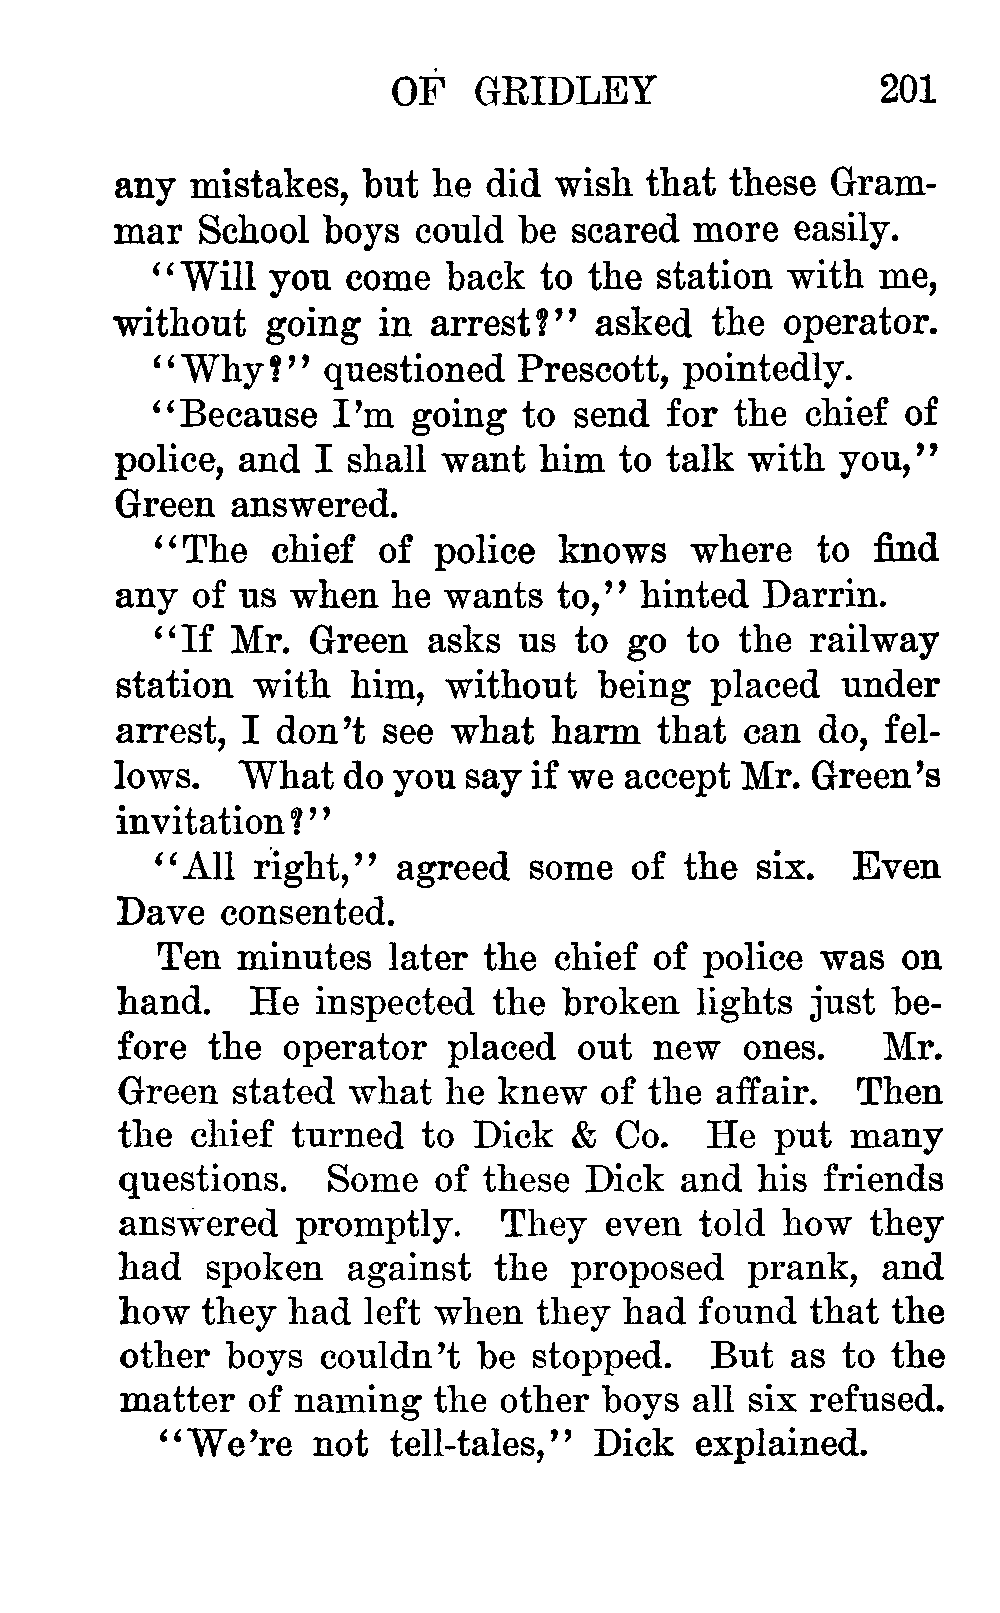 OF GRIDLEY 201
any mistakes, but he did wish that these Gram-
mar School boys could be scared more easily.
“Will you come back to the station with me,
without going in arrest?” asked the operator.
“Why?” questioned Prescott, pointedly.
“Because I’m going to send for the chief of
police, and I shall want him to talk with you,”
Green answered.
“The chief of police knows where to find
any of us when he wants to,” hinted Darrin.
“If Mr. Green asks us to go to the railway
station with him, without being placed under
arrest, I don’t see what harm that can do, fel-
lows. What do you say if we accept Mr. Green’s
invitation?”
“All right,” agreed some of the six. Even
Dave consented.
Ten minutes later the chief of police was on
hand. He inspected the broken lights just be-
fore the operator placed out new ones. Mr.
Green stated what he knew of the affair. Then
the chief turned to Dick & Co. He put many
questions. Some of these Dick and his friends
answered promptly. They even told how they
had spoken against the proposed prank, and
how they had left when they had found that the
other boys couldn’t be stopped. But as to the
matter of naming the other boys all six refused.
“We’re not tell-tales,” Dick explained.